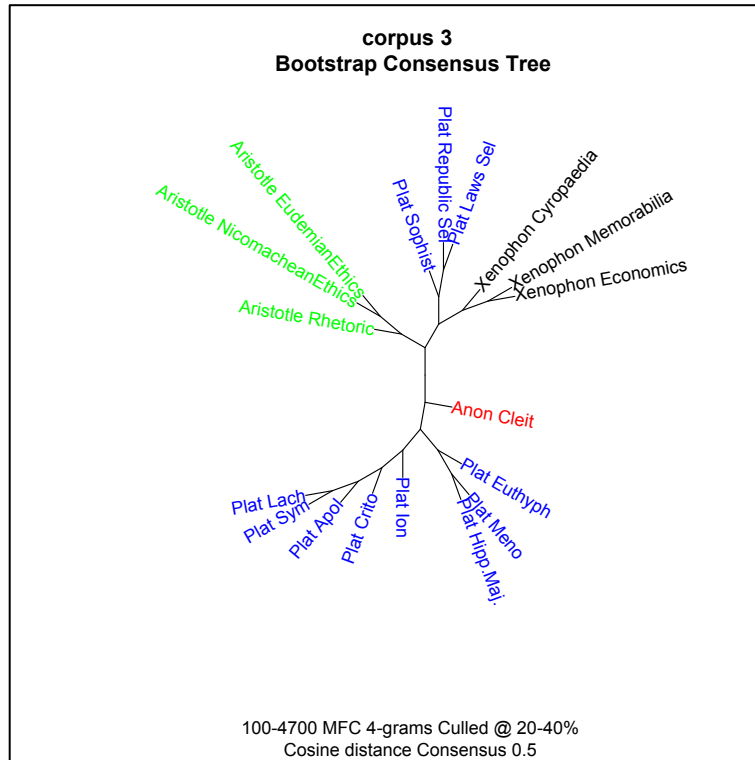 corpus 3
Bootstrap Consensus Tree
Aristotle EudemianEthics
Aristotle NicomacheanEthics
Aristotle Rhetoric
Plat Sophist
Plat Republic Sel
Plat Laws Sel
Xenophon Cyropaedia
Xenophon Memorabilia
Xenophon Economics
Anon Cleit
Plat Euthyph
Plat Meno
Plat Hipp.Maj.
Plat Ion
Plat Crito
Plat Apol
Plat Sym
Plat Lach
100-4700 MFC 4-grams Culled @ 20-40%
Cosine distance Consensus 0.5